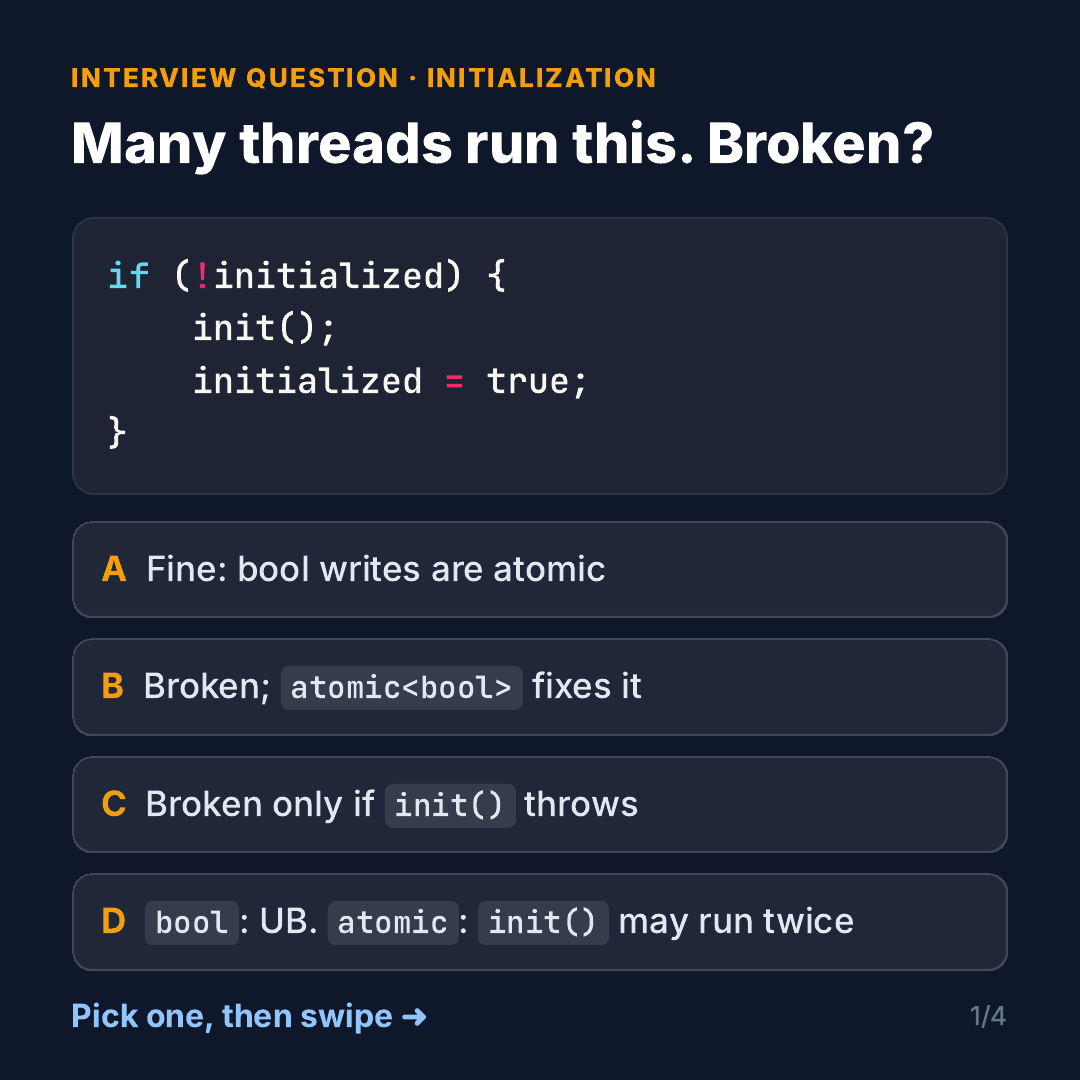 INTERVIEW QUESTION · INITIALIZATION
Many threads run this. Broken?
if (!initialized) {
    init();
    initialized = true;
}
A Fine: bool writes are atomic
B Broken; atomic<bool> fixes it
C Broken only if init() throws
D bool: UB. atomic: init() may run twice
Pick one, then swipe ➜
1/4